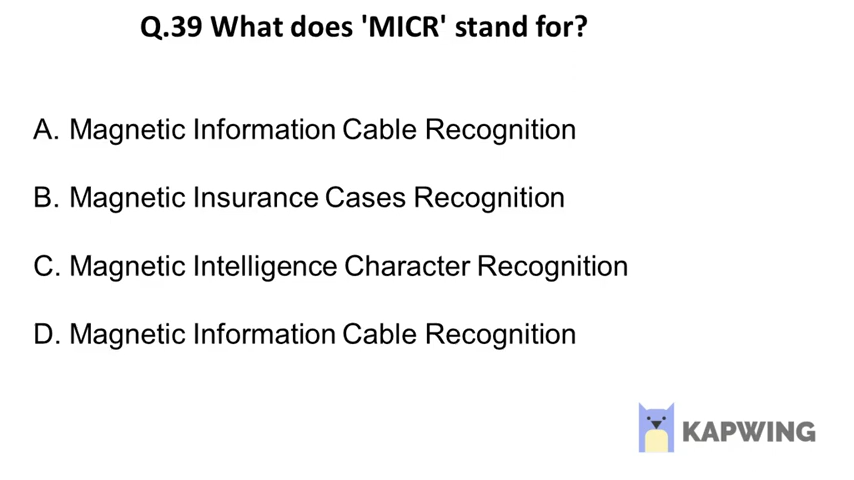 Q.39 What does 'MICR' stand for?
A. Magnetic Information Cable Recognition
B. Magnetic Insurance Cases Recognition
C. Magnetic Intelligence Character Recognition
D. Magnetic Information Cable Recognition
KAPWING